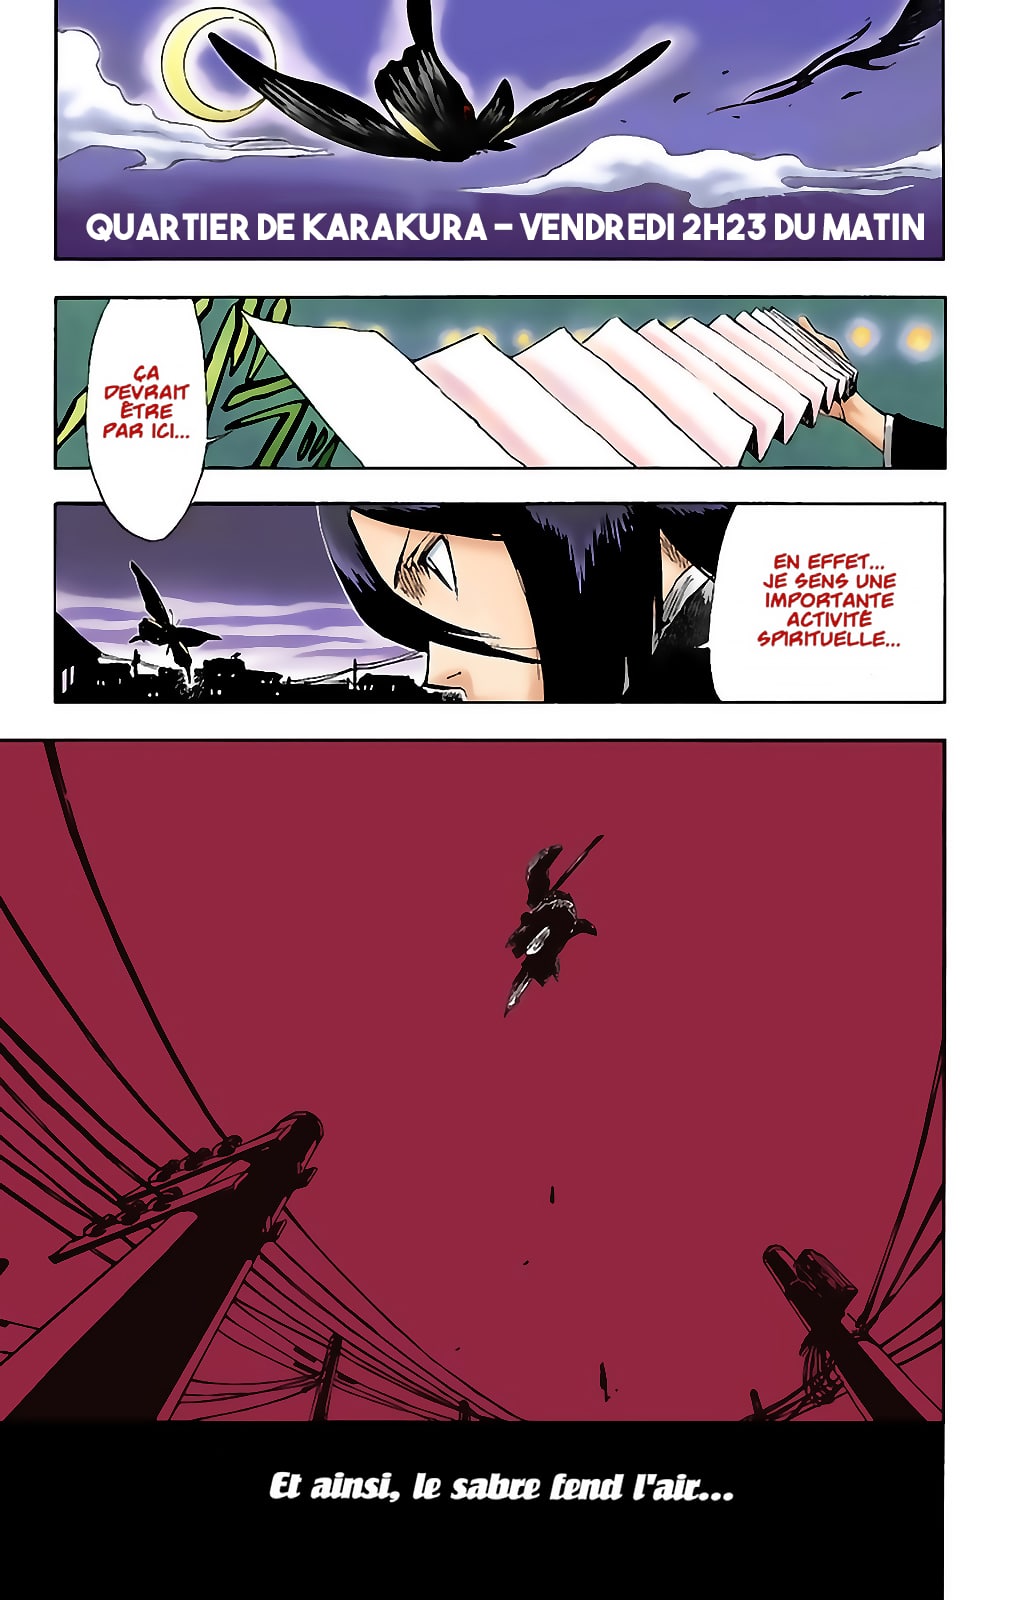 QUARTIER DE KARAKURA – VENDREDI 2H23 DU MATIN
ÇA
DEVRAIT
ÊTRE
PAR ICI...
EN EFFET...
JE SENS UNE
IMPORTANTE
ACTIVITÉ
SPIRITUELLE...
Et ainsi, le sabre fend l'air...